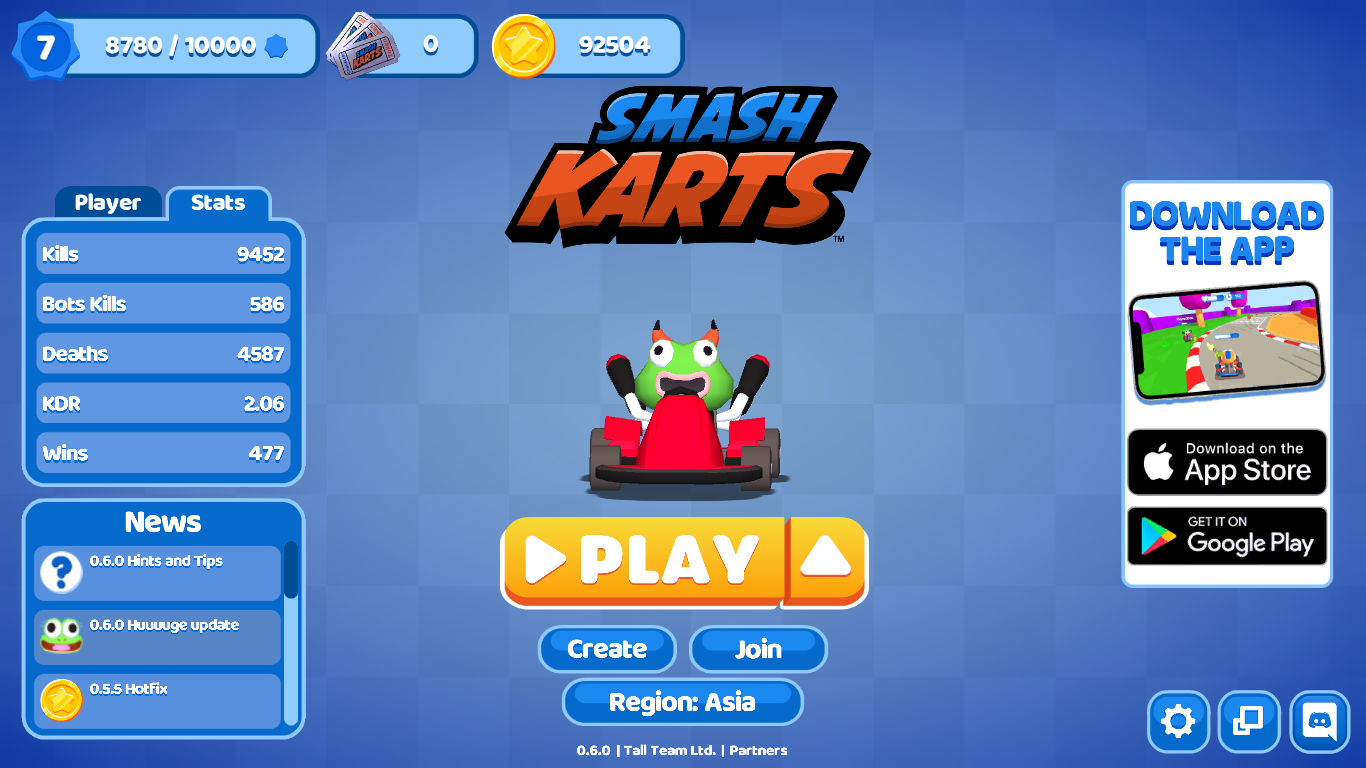 7
8780 / 10000
0
92504
SMASH
KARTS
™
Player
Stats
Kills 9452
Bots Kills 586
Deaths 4587
KDR 2.06
Wins 477
News
0.6.0 Hints and Tips
0.6.0 Huuuuge update
0.5.5 Hotfix
PLAY
Create
Join
Region: Asia
0.6.0 | Tall Team Ltd. | Partners
DOWNLOAD
THE APP
Download on the
App Store
GET IT ON
Google Play